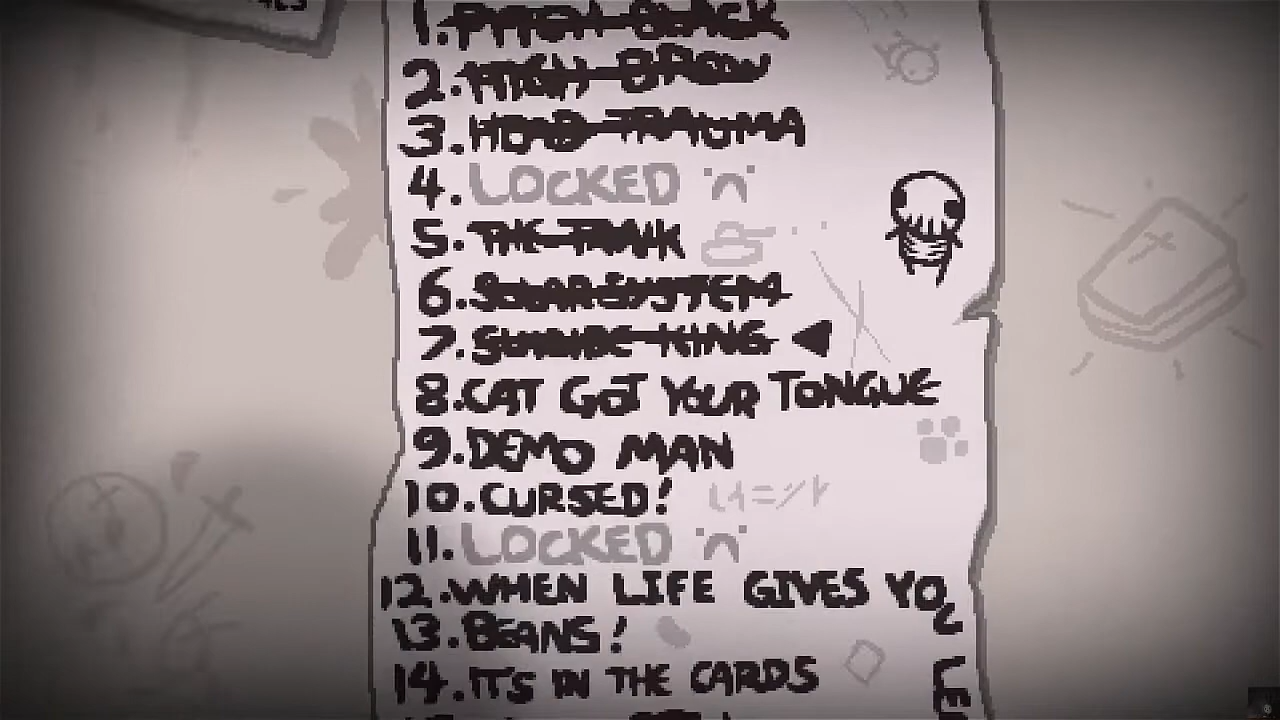 1. PITCH BLACK
2. HIGH BROW
3. HEAD TRAUMA
4. LOCKED
5. THE TANK
6. SOLAR SYSTEM
7. SUICIDE KING
8. CAT GOT YOUR TONGUE
9. DEMO MAN
10. CURSED!
11. LOCKED
12. WHEN LIFE GIVES YOU LE
13. BEANS!
14. IT'S IN THE CARDS